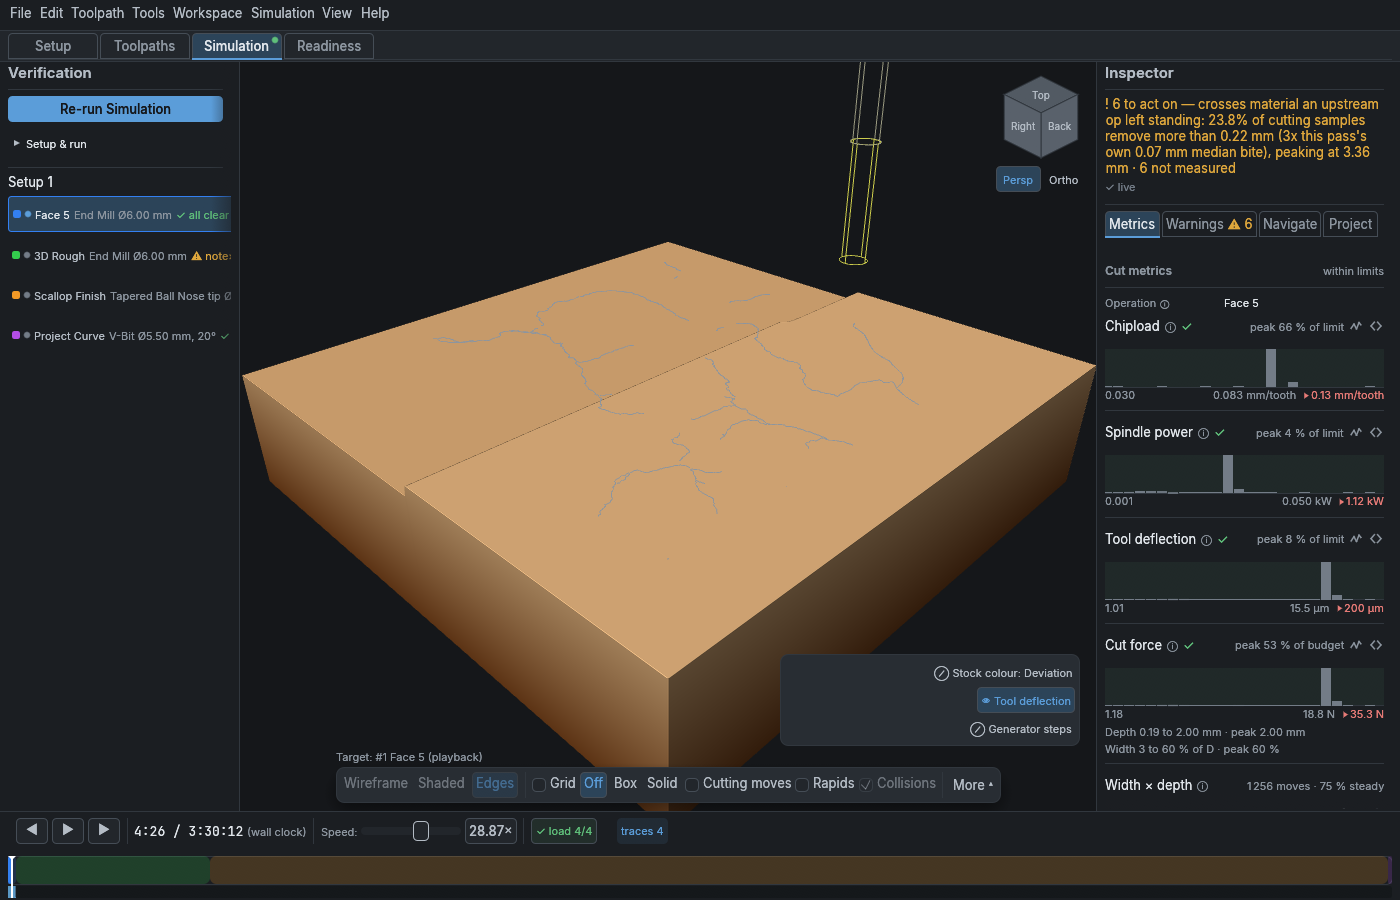 File Edit Toolpath Tools Workspace Simulation View Help
Setup Toolpaths Simulation Readiness
Verification
Re-run Simulation
Setup & run
Setup 1
Face 5 End Mill Ø6.00 mm ✓ all clear
3D Rough End Mill Ø6.00 mm ⚠ note
Scallop Finish Tapered Ball Nose tip Ø
Project Curve V-Bit Ø5.50 mm, 20° ✓
Top
Right Back
Persp Ortho
Stock colour: Deviation
Tool deflection
Generator steps
Target: #1 Face 5 (playback)
Wireframe Shaded Edges Grid Off Box Solid Cutting moves Rapids Collisions More
Inspector
! 6 to act on — crosses material an upstream
op left standing: 23.8% of cutting samples
remove more than 0.22 mm (3x this pass's
own 0.07 mm median bite), peaking at 3.36
mm · 6 not measured
✓ live
Metrics Warnings ⚠ 6 Navigate Project
Cut metrics within limits
Operation Face 5
Chipload ✓ peak 66 % of limit
0.030 0.083 mm/tooth 0.13 mm/tooth
Spindle power ✓ peak 4 % of limit
0.001 0.050 kW 1.12 kW
Tool deflection ✓ peak 8 % of limit
1.01 15.5 µm 200 µm
Cut force ✓ peak 53 % of budget
1.18 18.8 N 35.3 N
Depth 0.19 to 2.00 mm · peak 2.00 mm
Width 3 to 60 % of D · peak 60 %
Width × depth 1256 moves · 75 % steady
4:26 / 3:30:12 (wall clock) Speed: 28.87× ✓ load 4/4 traces 4